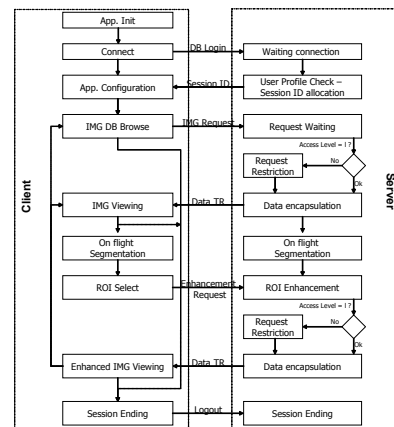 App. Init
Connect
DB Login
Waiting connection
App. Configuration
Session ID
User Profile Check –
Session ID allocation
IMG DB Browse
IMG Request
Request Waiting
Access Level = I ?
No
Request
Restriction
Ok
Client
Server
IMG Viewing
Data TR
Data encapsulation
On flight
Segmentation
On flight
Segmentation
ROI Select
Enhancement
Request
ROI Enhancement
Access Level = I ?
No
Request
Restriction
Ok
Enhanced IMG Viewing
Data TR
Data encapsulation
Session Ending
Logout
Session Ending